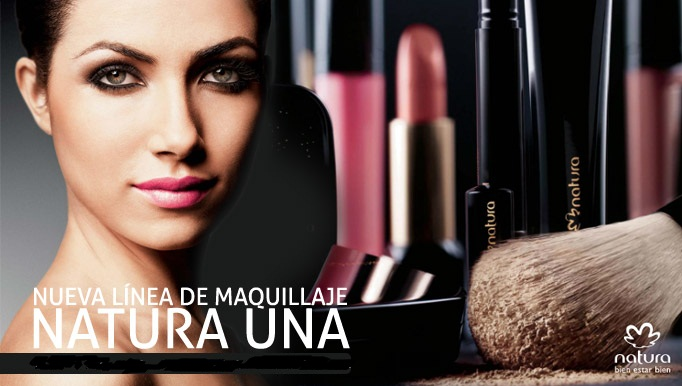 NUEVA LÍNEA DE MAQUILLAJE
NATURA UNA
natura
natura
natura
bien estar bien